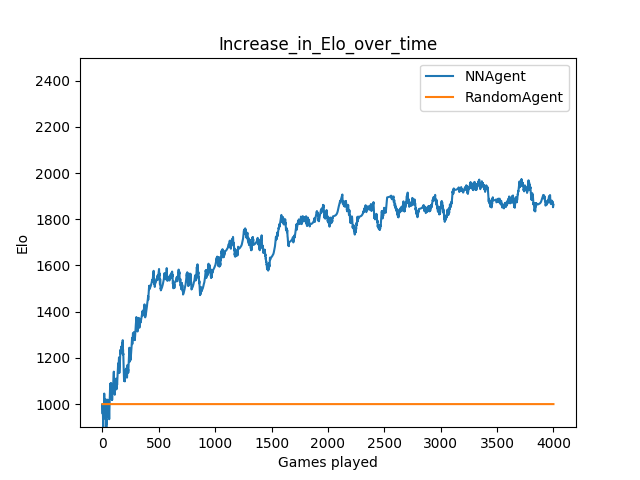 Increase_in_Elo_over_time
NNAgent
RandomAgent
2400
2200
2000
1800
1600
1400
1200
1000
Elo
0 500 1000 1500 2000 2500 3000 3500 4000
Games played